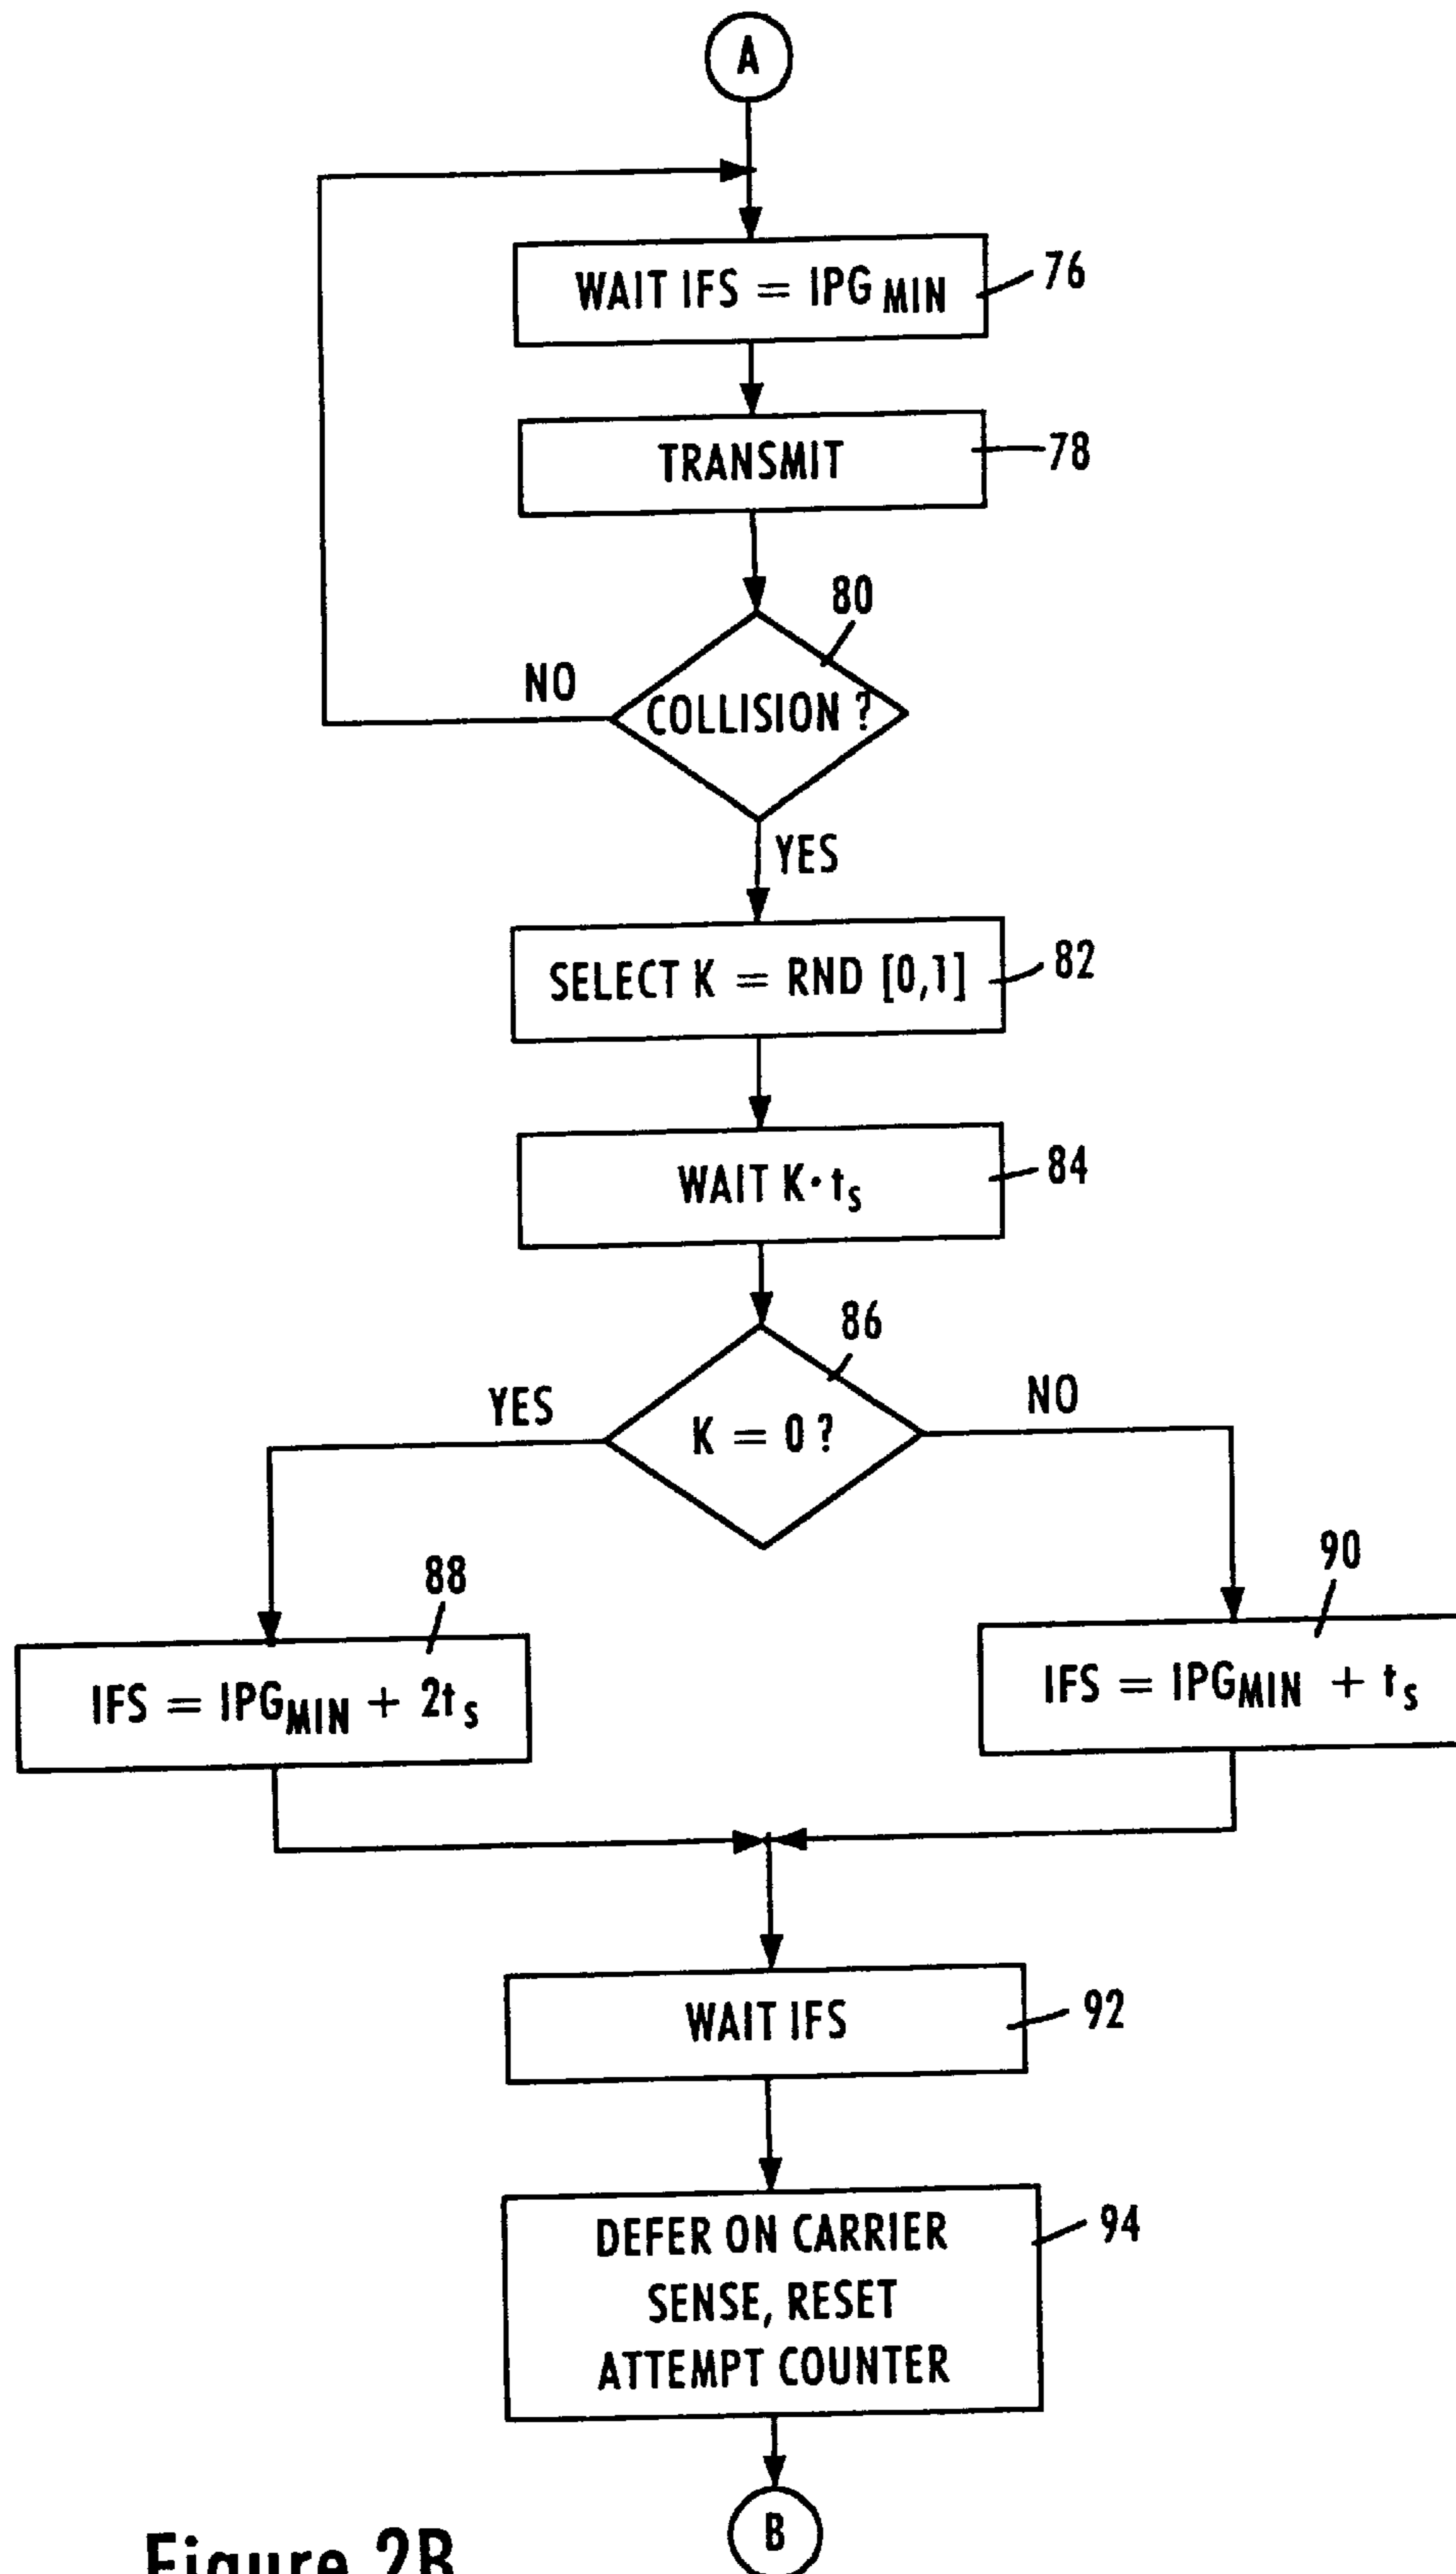 A
WAIT IFS = IPG MIN
76
TRANSMIT
78
80
NO
COLLISION ?
YES
SELECT K = RND [0,1]
82
WAIT K·ts
84
86
YES
NO
K = 0 ?
88
90
IFS = IPGMIN + 2ts
IFS = IPGMIN + ts
WAIT IFS
92
DEFER ON CARRIER
SENSE, RESET
ATTEMPT COUNTER
94
B
Figure 2B